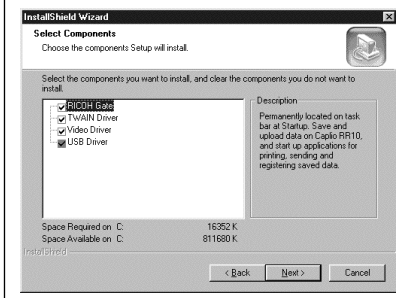 InstallShield Wizard
Select Components
Choose the components Setup will install.
Select the components you want to install, and clear the components you do not want to
install.
RICOH Gate
TWAIN Driver
Video Driver
USB Driver
Description
Permanently located on task
bar at Startup. Save and
upload data on Caplio RR10,
and start up applications for
printing, sending and
registering saved data.
Space Required on C: 16352 K
Space Available on C: 811680 K
InstallShield
< Back
Next >
Cancel